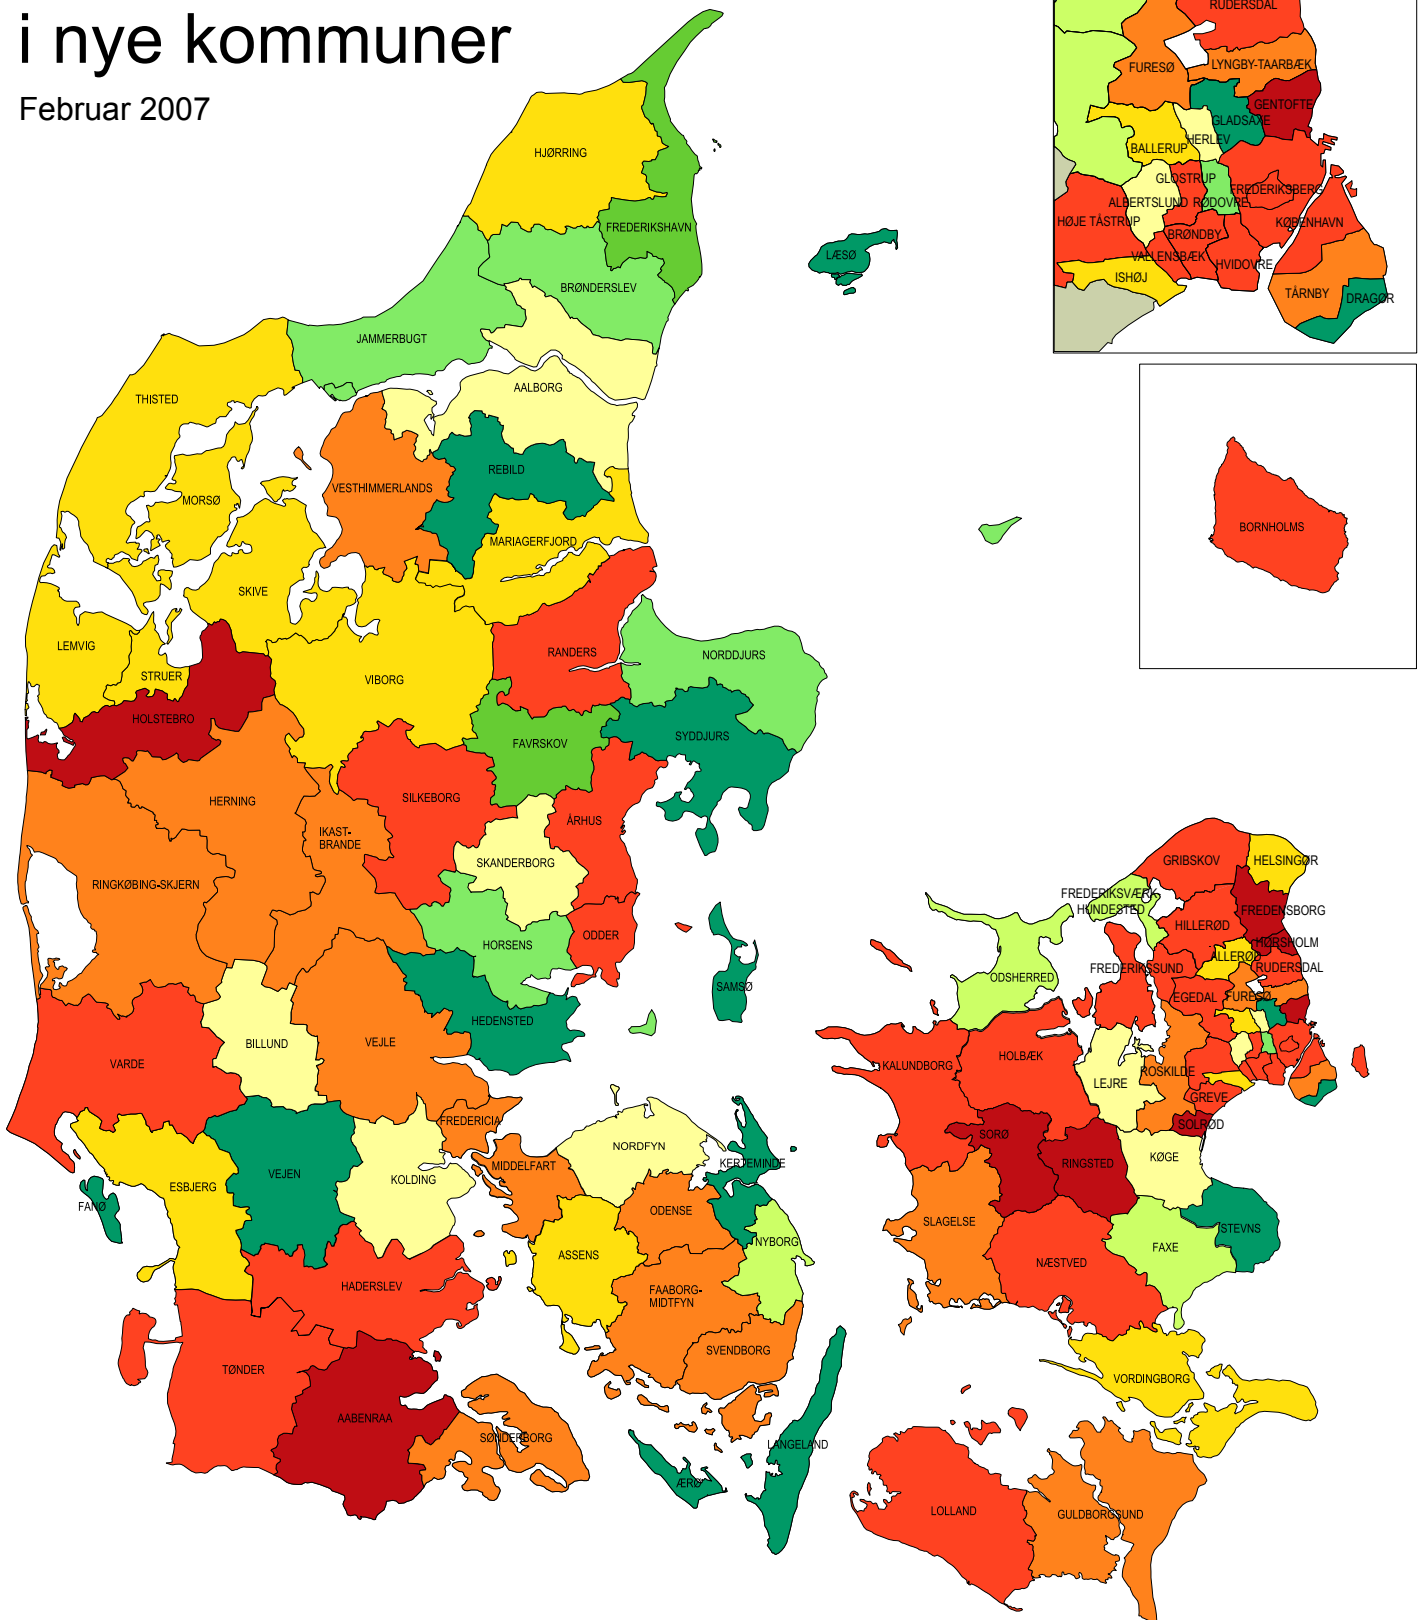 i nye kommuner
Februar 2007
RUDERSDAL
FURESØ
LYNGBY-TAARBÆK
GENTOFTE
GLADSAXE
HERLEV
BALLERUP
GLOSTRUP
FREDERIKSBERG
ALBERTSLUND
RØDOVRE
HØJE TÅSTRUP
KØBENHAVN
BRØNDBY
VALLENSBÆK
HVIDOVRE
ISHØJ
TÅRNBY
DRAGØR
HJØRRING
FREDERIKSHAVN
LÆSØ
BRØNDERSLEV
JAMMERBUGT
THISTED
AALBORG
REBILD
VESTHIMMERLANDS
MORSØ
MARIAGERFJORD
BORNHOLMS
SKIVE
LEMVIG
STRUER
RANDERS
NORDDJURS
VIBORG
HOLSTEBRO
FAVRSKOV
SYDDJURS
HERNING
SILKEBORG
ÅRHUS
IKAST-
BRANDE
SKANDERBORG
RINGKØBING-SKJERN
HORSENS
ODDER
SAMSØ
HEDENSTED
BILLUND
VEJLE
VARDE
FREDERICIA
GRIBSKOV
HELSINGØR
FREDERIKSVÆRK
HUNDESTED
FREDENSBORG
HILLERØD
HØRSHOLM
ALLERØD
RUDERSDAL
FREDERIKSSUND
ODSHERRED
EGEDAL
FURESØ
HOLBÆK
KALUNDBORG
ROSKILDE
LEJRE
GREVE
SOLRØD
SORØ
RINGSTED
KØGE
NORDFYN
KERTEMINDE
MIDDELFART
VEJEN
KOLDING
ESBJERG
FANØ
ODENSE
SLAGELSE
STEVNS
NYBORG
FAXE
ASSENS
NÆSTVED
HADERSLEV
FAABORG-
MIDTFYN
SVENDBORG
TØNDER
VORDINGBORG
AABENRAA
SØNDERBORG
LANGELAND
ÆRØ
LOLLAND
GULDBORGSUND